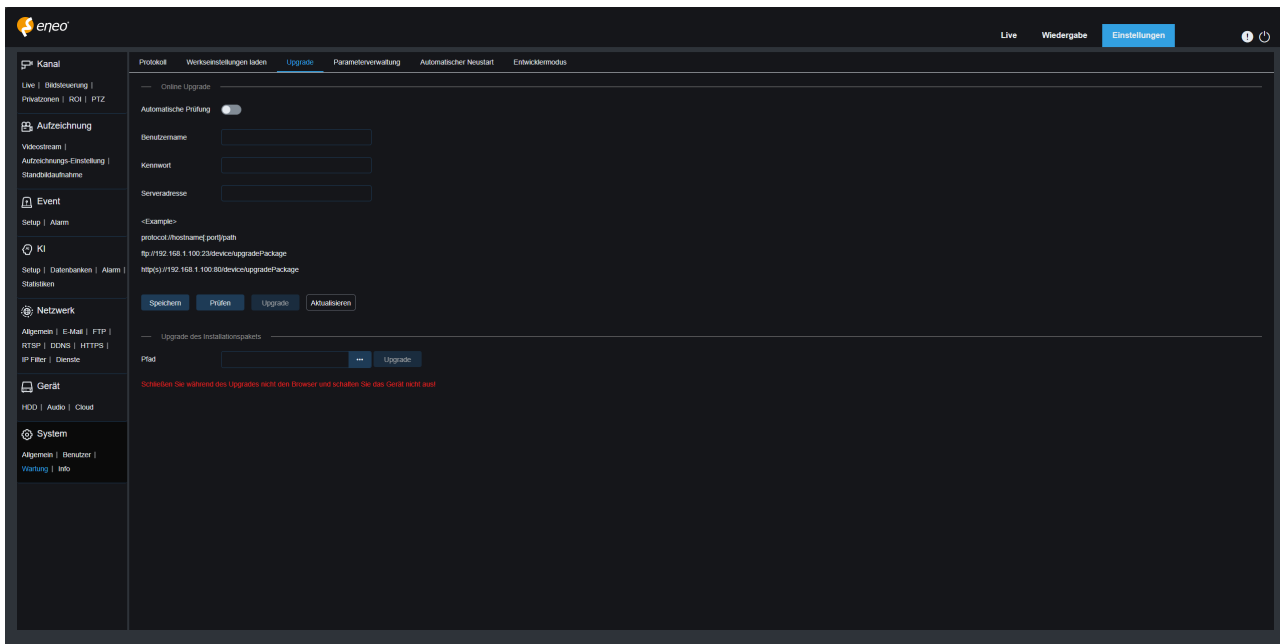 eneo
Live Wiedergabe Einstellungen
Kanal
Live | Bildsteuerung |
Privatzonen | ROI | PTZ
Aufzeichnung
Videostream |
Aufzeichnungs-Einstellung |
Standbildaufnahme
Event
Setup | Alarm
KI
Setup | Datenbanken | Alarm |
Statistiken
Netzwerk
Allgemein | E-Mail | FTP |
RTSP | DDNS | HTTPS |
IP Filter | Dienste
Gerät
HDD | Audio | Cloud
System
Allgemein | Benutzer |
Wartung | Info
Protokoll Werkseinstellungen laden Upgrade Parameterverwaltung Automatischer Neustart Entwicklermodus
Online Upgrade
Automatische Prüfung
Benutzername
Kennwort
Serveradresse
<Example>
protocol://hostname[:port]/path
ftp://192.168.1.100:23/device/upgradePackage
http(s)://192.168.1.100:80/device/upgradePackage
Speichern Prüfen Upgrade Aktualisieren
Upgrade des Installationspakets
Pfad ... Upgrade
Schließen Sie während des Upgrades nicht den Browser und schalten Sie das Gerät nicht aus!